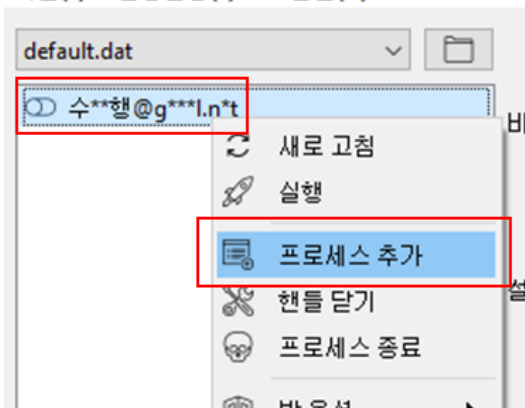 default.dat
수**행@g***l.n*t
새로 고침
실행
프로세스 추가
핸들 닫기
프로세스 종료